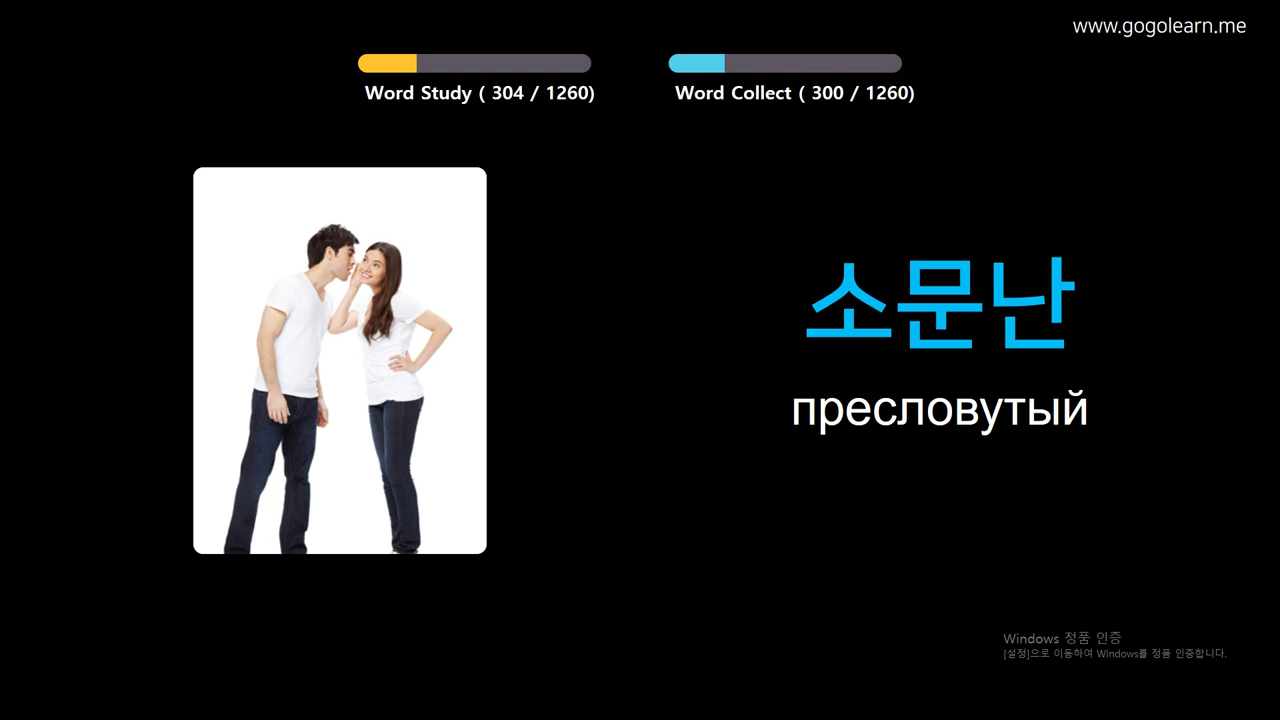 www.gogolearn.me
Word Study ( 304 / 1260)
Word Collect ( 300 / 1260)
소문난
пресловутый
Windows 정품 인증
[설정]으로 이동하여 Windows를 정품 인증합니다.